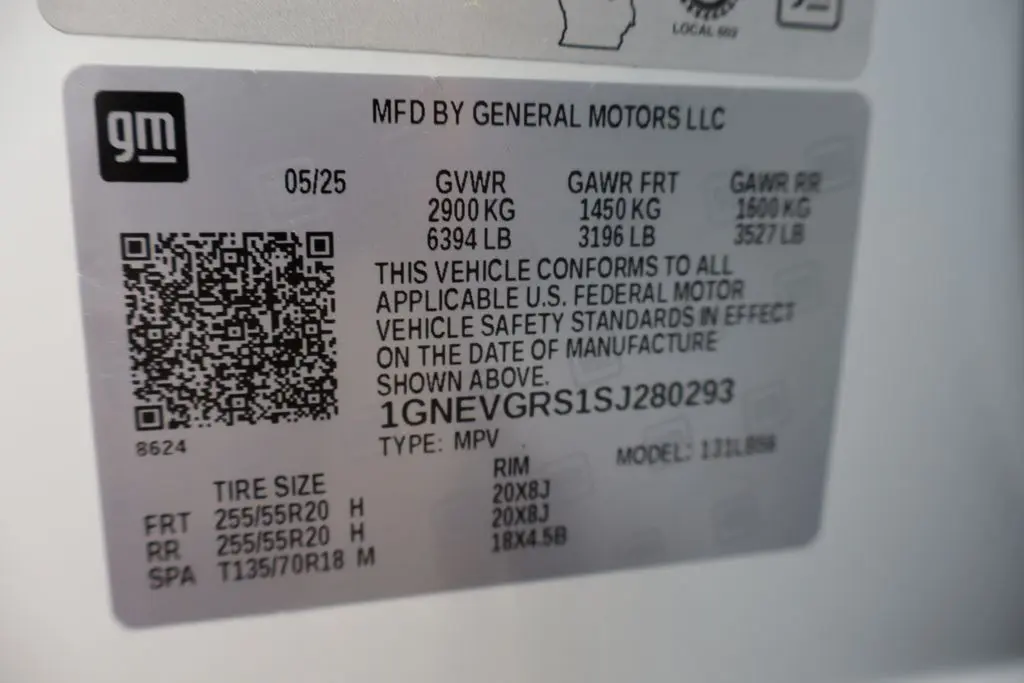 LOCAL 602
gm
MFD BY GENERAL MOTORS LLC
05/25 GVWR GAWR FRT GAWR RR
2900 KG 1450 KG 1600 KG
6394 LB 3196 LB 3527 LB
THIS VEHICLE CONFORMS TO ALL
APPLICABLE U.S. FEDERAL MOTOR
VEHICLE SAFETY STANDARDS IN EFFECT
ON THE DATE OF MANUFACTURE
SHOWN ABOVE.
1GNEVGRS1SJ280293
8624
TYPE: MPV MODEL:
TIRE SIZE RIM
FRT 255/55R20 H 20X8J
RR 255/55R20 H 20X8J
SPA T135/70R18 M 18X4.5B